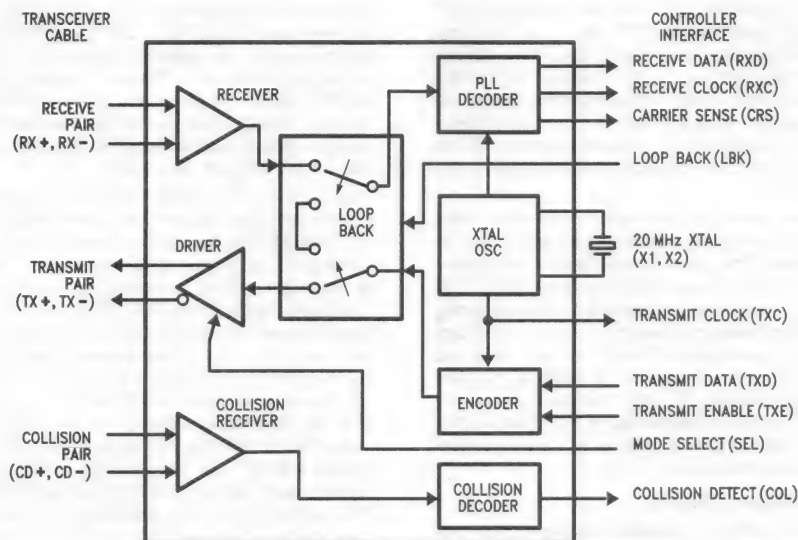 TRANSCEIVER
CABLE
CONTROLLER
INTERFACE
RECEIVE
PAIR
(RX+, RX-)
RECEIVER
PLL
DECODER
RECEIVE DATA (RXD)
RECEIVE CLOCK (RXC)
CARRIER SENSE (CRS)
LOOP BACK (LBK)
LOOP
BACK
XTAL
OSC
20 MHz XTAL
(X1, X2)
DRIVER
TRANSMIT
PAIR
(TX+, TX-)
TRANSMIT CLOCK (TXC)
ENCODER
TRANSMIT DATA (TXD)
TRANSMIT ENABLE (TXE)
MODE SELECT (SEL)
COLLISION
RECEIVER
COLLISION
PAIR
(CD+, CD-)
COLLISION
DECODER
COLLISION DETECT (COL)